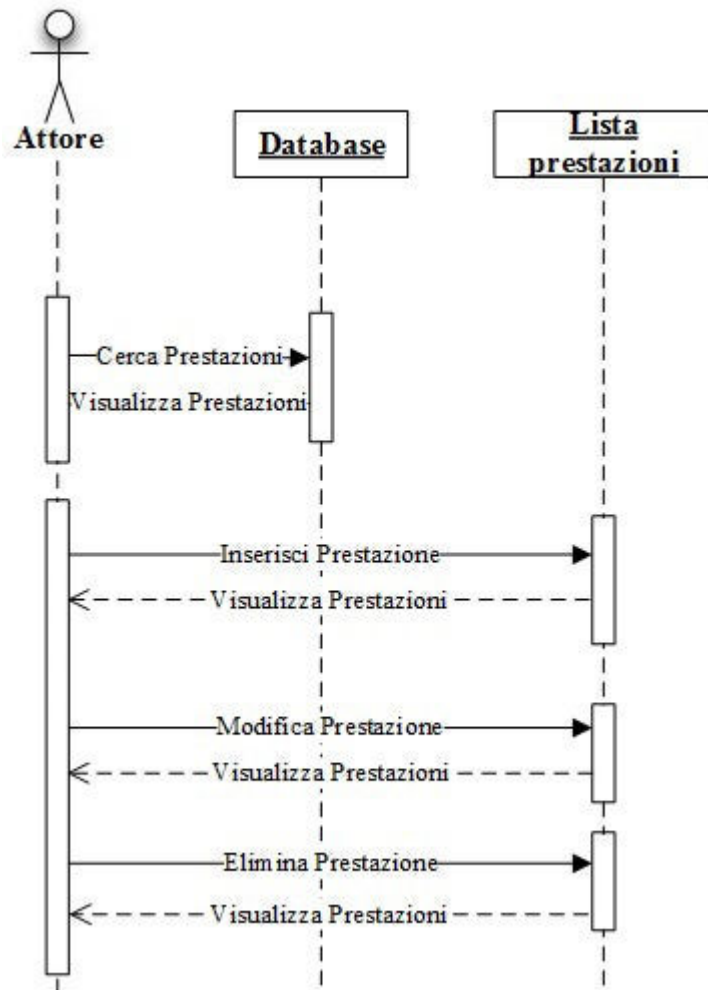 Attore
Database
Lista
prestazioni
Cerca Prestazioni
Visualizza Prestazioni
Inserisci Prestazione
Visualizza Prestazioni
Modifica Prestazione
Visualizza Prestazioni
Elimina Prestazione
Visualizza Prestazioni